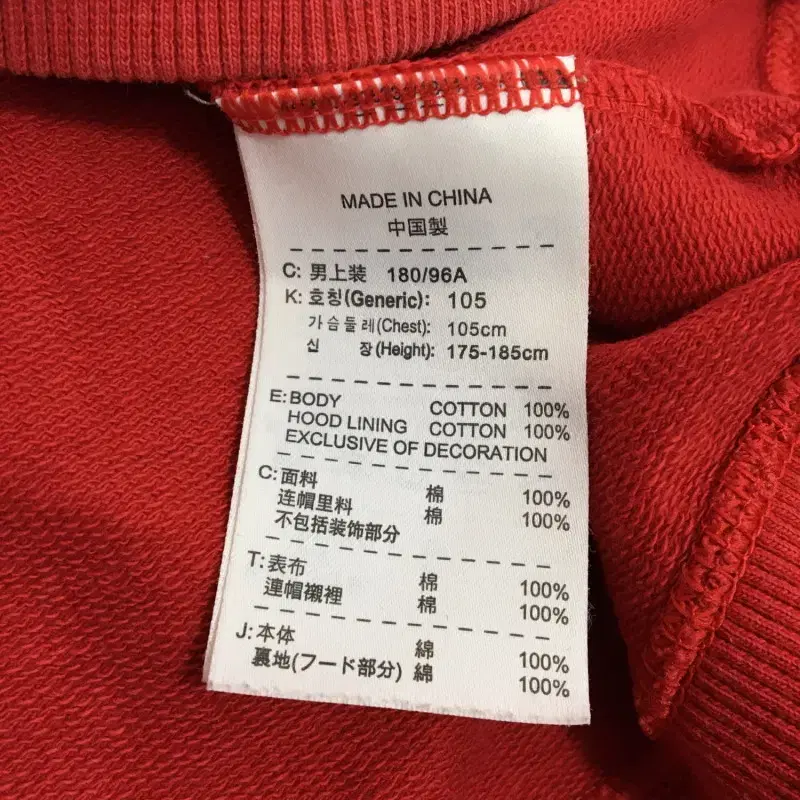 MADE IN CHINA
中国製
C: 男上装 180/96A
K: 호칭(Generic): 105
가슴둘레(Chest): 105cm
신 장(Height): 175-185cm
E: BODY COTTON 100%
HOOD LINING COTTON 100%
EXCLUSIVE OF DECORATION
C: 面料 棉 100%
连帽里料 棉 100%
不包括装饰部分
T: 表布 棉 100%
連帽襯裡 棉 100%
J: 本体 綿 100%
裏地(フード部分) 綿 100%